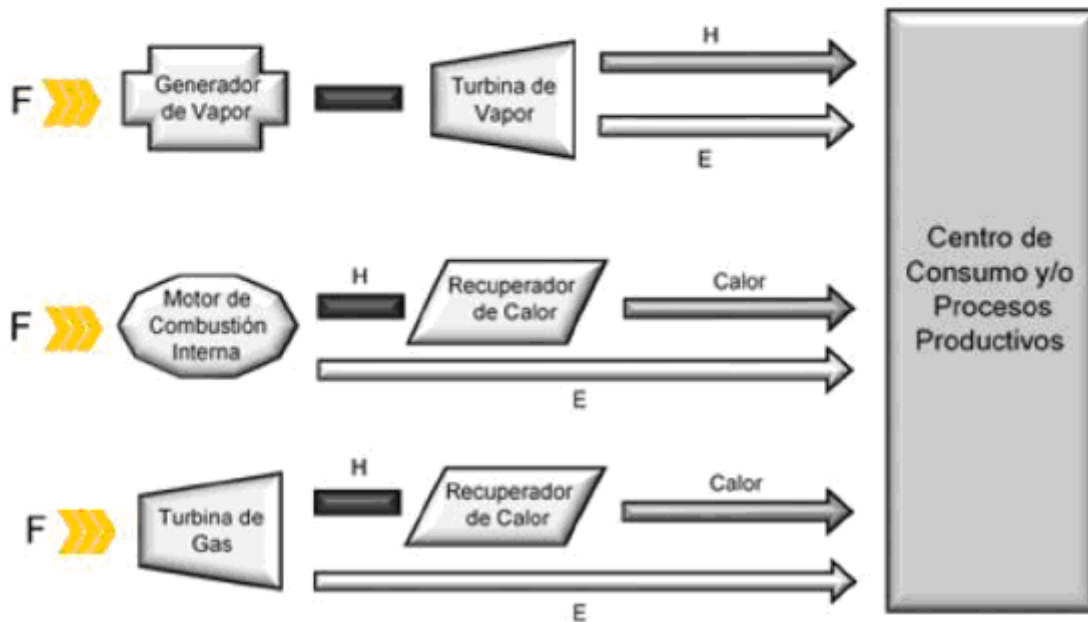 H
F
Generador
de Vapor
Turbina de
Vapor
E
H
F
Motor de
Combustión
Interna
Recuperador
de Calor
Calor
E
H
F
Turbina de
Gas
Recuperador
de Calor
Calor
E
Centro de
Consumo y/o
Procesos
Productivos